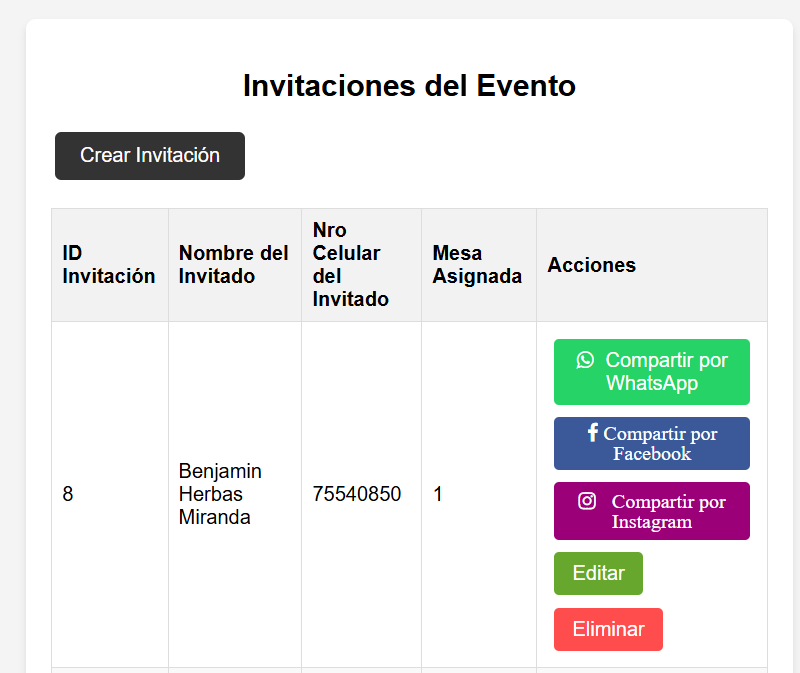 Invitaciones del Evento
Crear Invitación
ID
Invitación
Nombre del
Invitado
Nro
Celular
del
Invitado
Mesa
Asignada
Acciones
8
Benjamin
Herbas
Miranda
75540850
1
Compartir por
WhatsApp
Compartir por
Facebook
Compartir por
Instagram
Editar
Eliminar